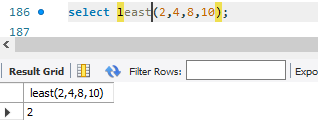 186 select least(2,4,8,10);
187
Result Grid Filter Rows: Expo
least(2,4,8,10)
2